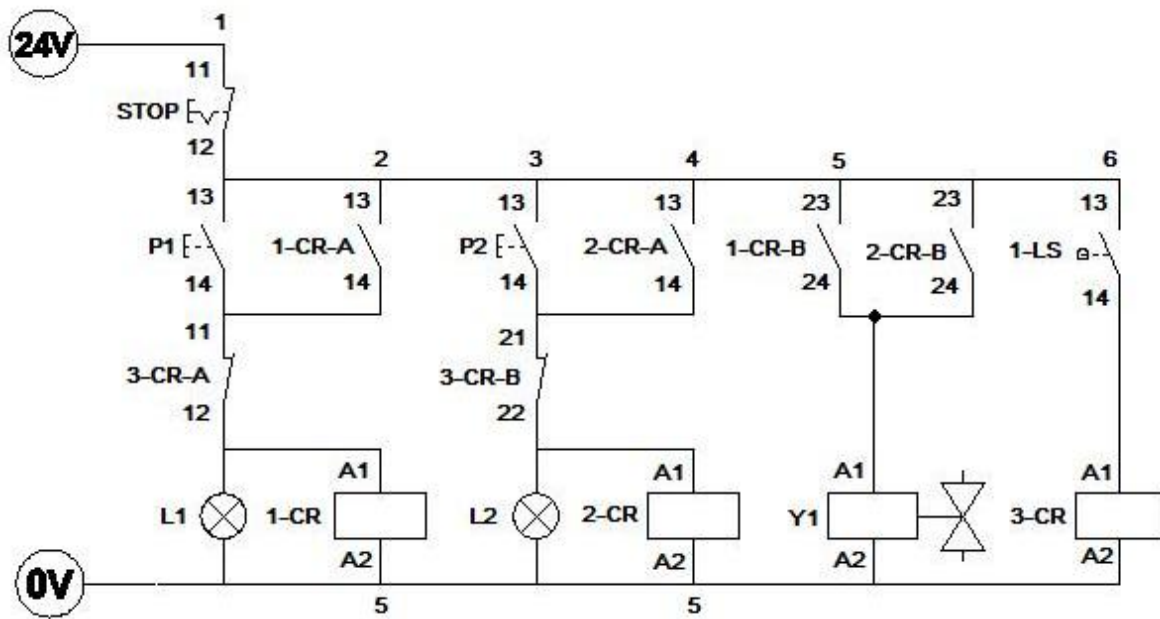 1
24V
11
STOP
12
2 3 4 5 6
13 13 13 13 23 23 13
P1 1-CR-A P2 2-CR-A 1-CR-B 2-CR-B 1-LS
14 14 14 14 24 24 14
11 21
3-CR-A 3-CR-B
12 22
A1 A1 A1 A1
L1 1-CR L2 2-CR Y1 3-CR
A2 A2 A2 A2
0V
5 5